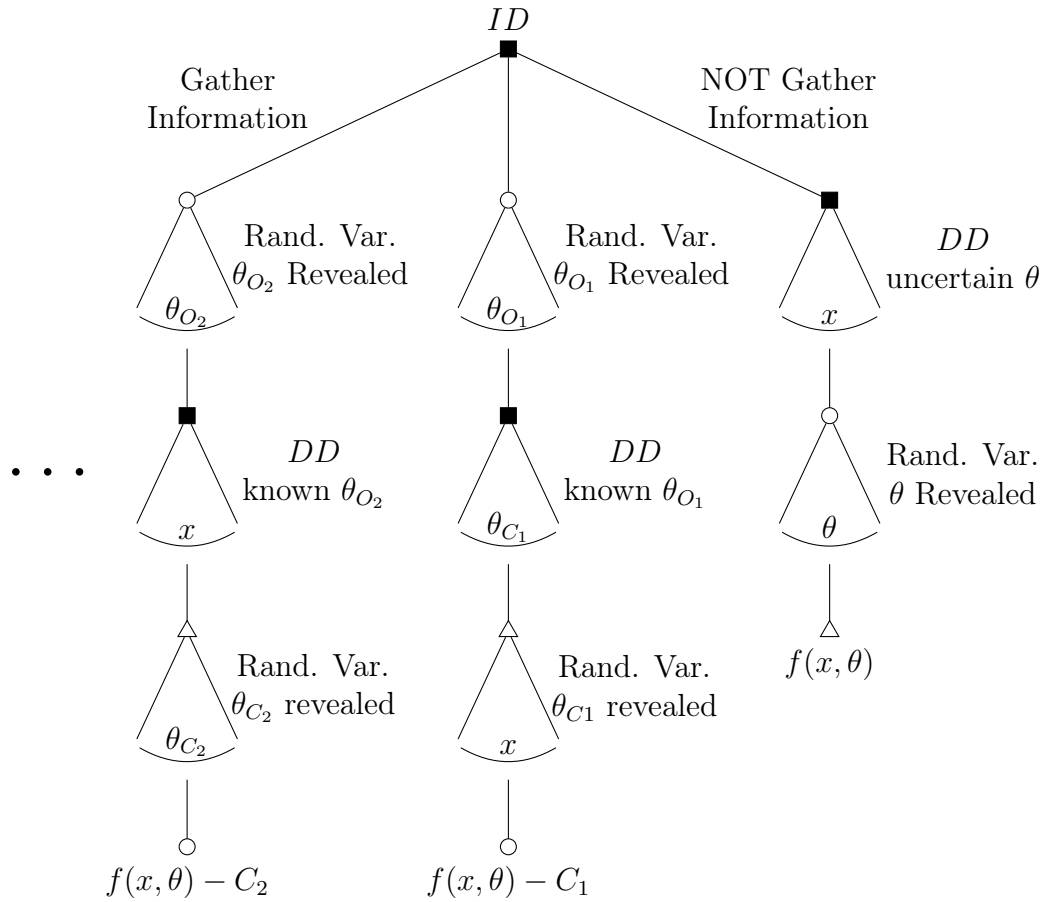 ID
Gather
Information
NOT Gather
Information
Rand. Var.
θ_{O_2} Revealed
Rand. Var.
θ_{O_1} Revealed
DD
uncertain θ
θ_{O_2}
θ_{O_1}
x
. . .
DD
known θ_{O_2}
DD
known θ_{O_1}
Rand. Var.
θ Revealed
x
θ_{C_1}
θ
Rand. Var.
θ_{C_2} revealed
Rand. Var.
θ_{C1} revealed
f(x, θ)
θ_{C_2}
x
f(x, θ) − C_2
f(x, θ) − C_1